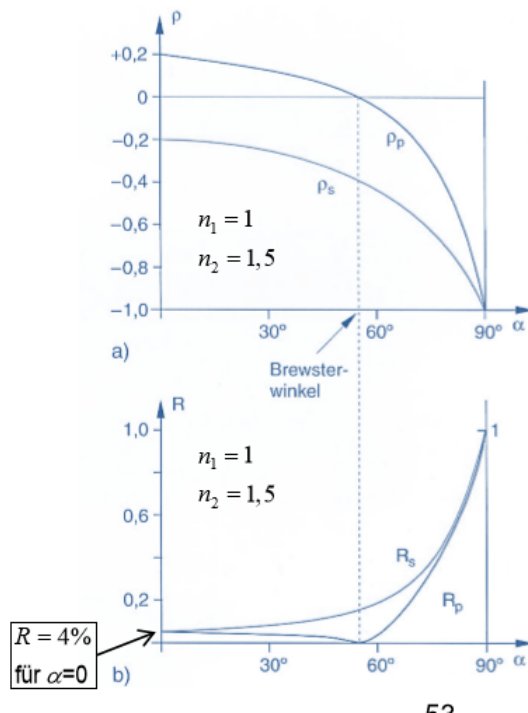 ρ
+0,2
0
−0,2
−0,4
−0,6
−0,8
−1,0
ρp
ρs
n₁ = 1
n₂ = 1,5
30° 60° 90° α
a)
Brewster-
winkel
R
1,0
0,2
1
n₁ = 1
n₂ = 1,5
Rs
Rp
R = 4%
für α=0
30° 60° 90° α
b)